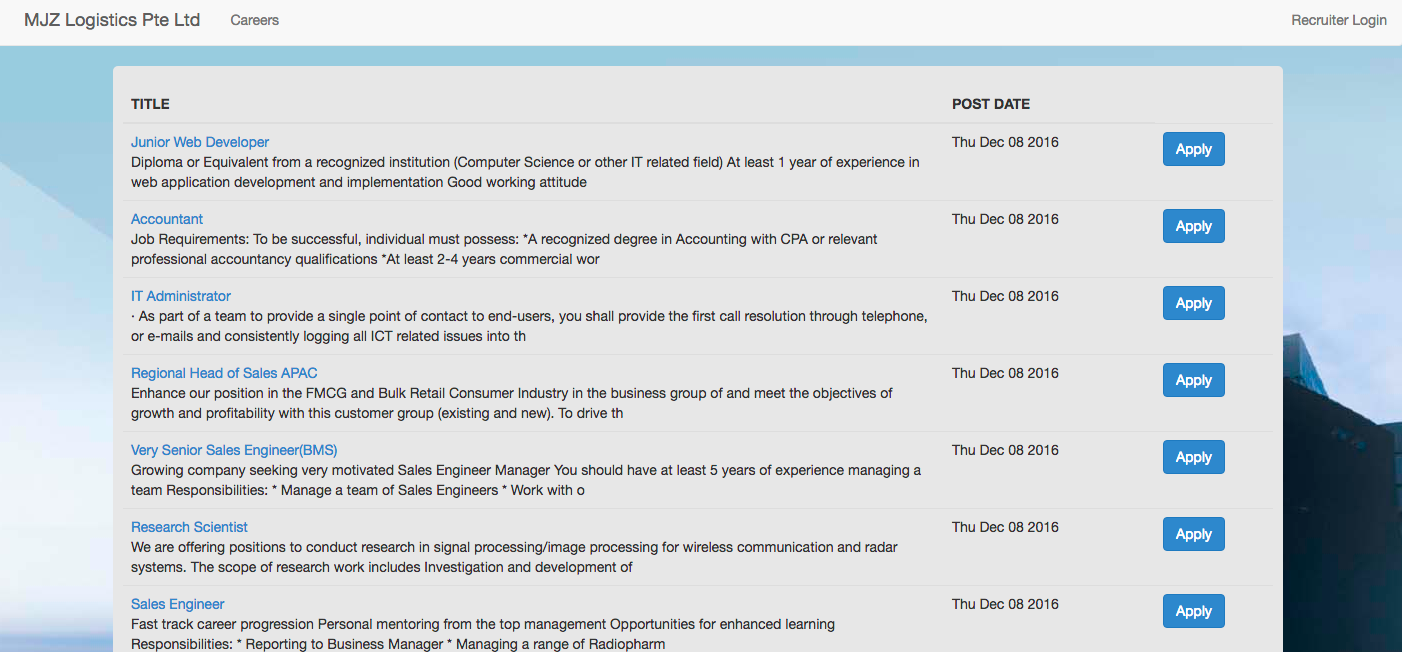 MJZ Logistics Pte Ltd Careers Recruiter Login
TITLE POST DATE
Junior Web Developer Thu Dec 08 2016 Apply
Diploma or Equivalent from a recognized institution (Computer Science or other IT related field) At least 1 year of experience in
web application development and implementation Good working attitude
Accountant Thu Dec 08 2016 Apply
Job Requirements: To be successful, individual must possess: *A recognized degree in Accounting with CPA or relevant
professional accountancy qualifications *At least 2-4 years commercial wor
IT Administrator Thu Dec 08 2016 Apply
· As part of a team to provide a single point of contact to end-users, you shall provide the first call resolution through telephone,
or e-mails and consistently logging all ICT related issues into th
Regional Head of Sales APAC Thu Dec 08 2016 Apply
Enhance our position in the FMCG and Bulk Retail Consumer Industry in the business group of and meet the objectives of
growth and profitability with this customer group (existing and new). To drive th
Very Senior Sales Engineer(BMS) Thu Dec 08 2016 Apply
Growing company seeking very motivated Sales Engineer Manager You should have at least 5 years of experience managing a
team Responsibilities: * Manage a team of Sales Engineers * Work with o
Research Scientist Thu Dec 08 2016 Apply
We are offering positions to conduct research in signal processing/image processing for wireless communication and radar
systems. The scope of research work includes Investigation and development of
Sales Engineer Thu Dec 08 2016 Apply
Fast track career progression Personal mentoring from the top management Opportunities for enhanced learning
Responsibilities: * Reporting to Business Manager * Managing a range of Radiopharm